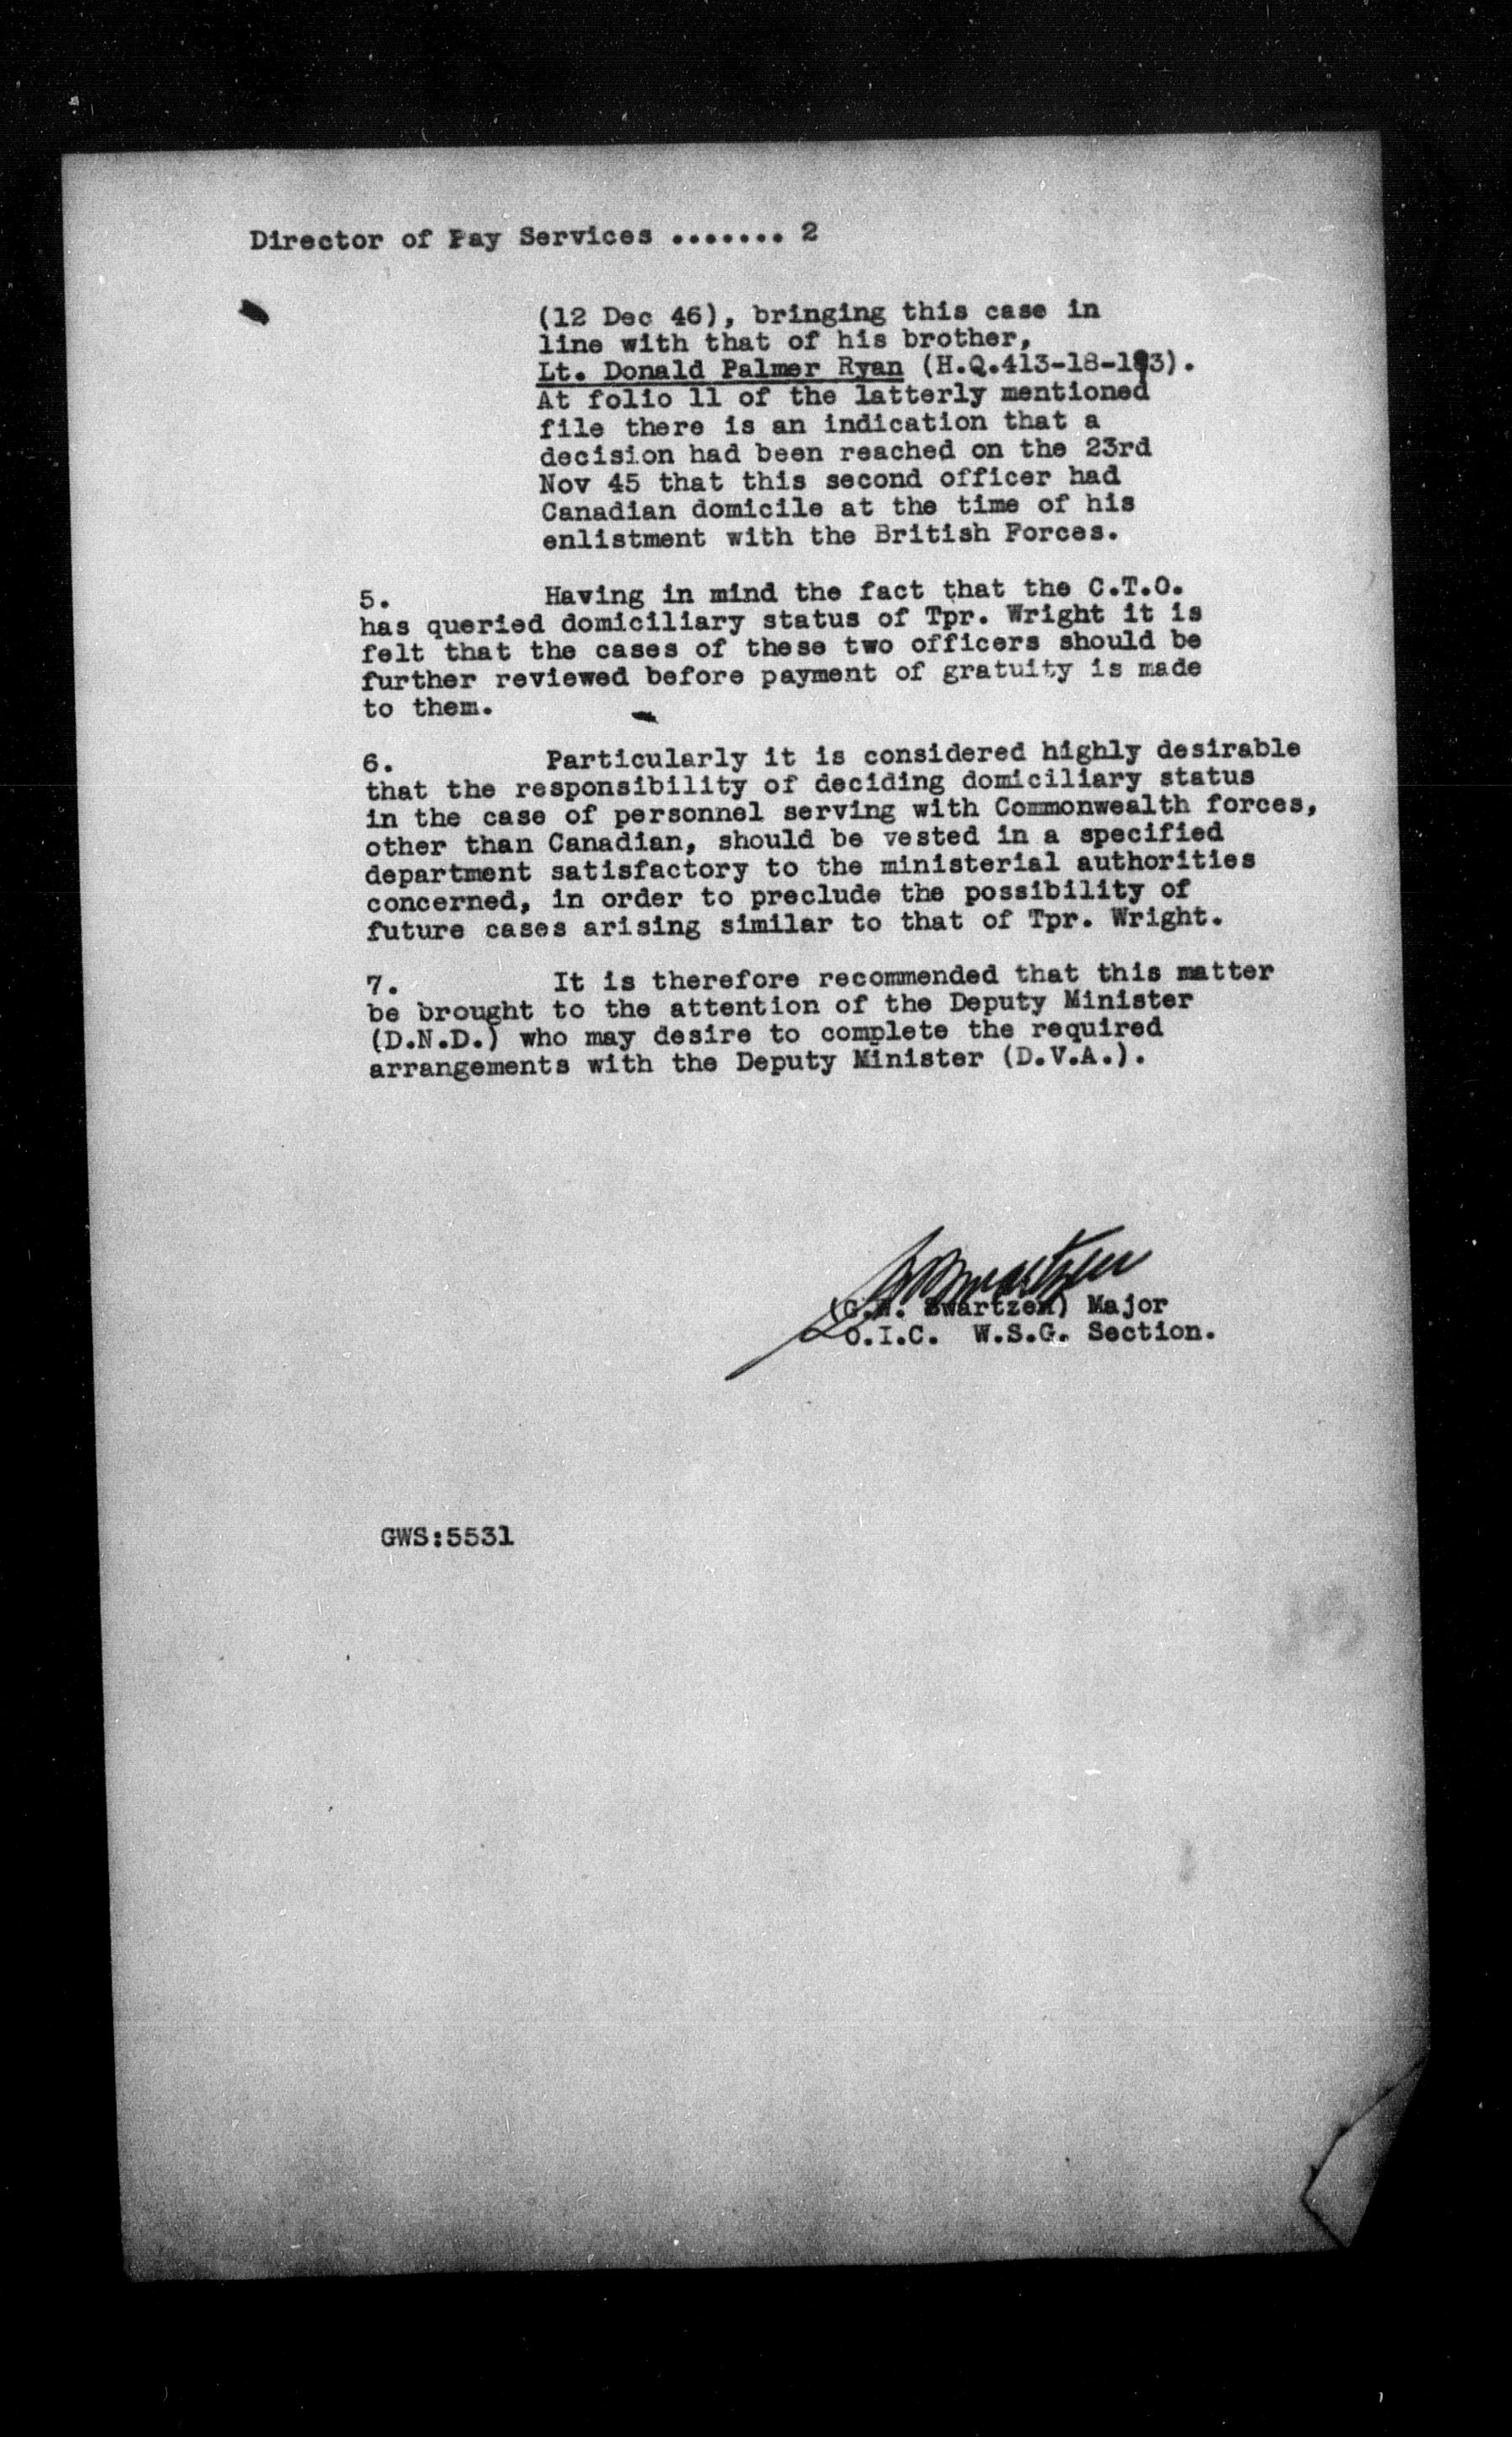 Director of Pay Services ....... 2
(12 Dec 46), bringing this case in
line with that of his brother,
Lt. Donald Palmer Ryan (H.Q.413-18-193).
At folio 11 of the latterly mentioned
file there is an indication that a
decision had been reached on the 23rd
Nov 45 that this second officer had
Canadian domicile at the time of his
enlistment with the British Forces.
5. Having in mind the fact that the C.T.O.
has queried domiciliary status of Tpr. Wright it is
felt that the cases of these two officers should be
further reviewed before payment of gratuity is made
to them.
6. Particularly it is considered highly desirable
that the responsibility of deciding domiciliary status
in the case of personnel serving with Commonwealth forces,
other than Canadian, should be vested in a specified
department satisfactory to the ministerial authorities
concerned, in order to preclude the possibility of
future cases arising similar to that of Tpr. Wright.
7. It is therefore recommended that this matter
be brought to the attention of the Deputy Minister
(D.N.D.) who may desire to complete the required
arrangements with the Deputy Minister (D.V.A.).
Swartzen) Major
O.I.C. W.S.G. Section.
GWS:5531